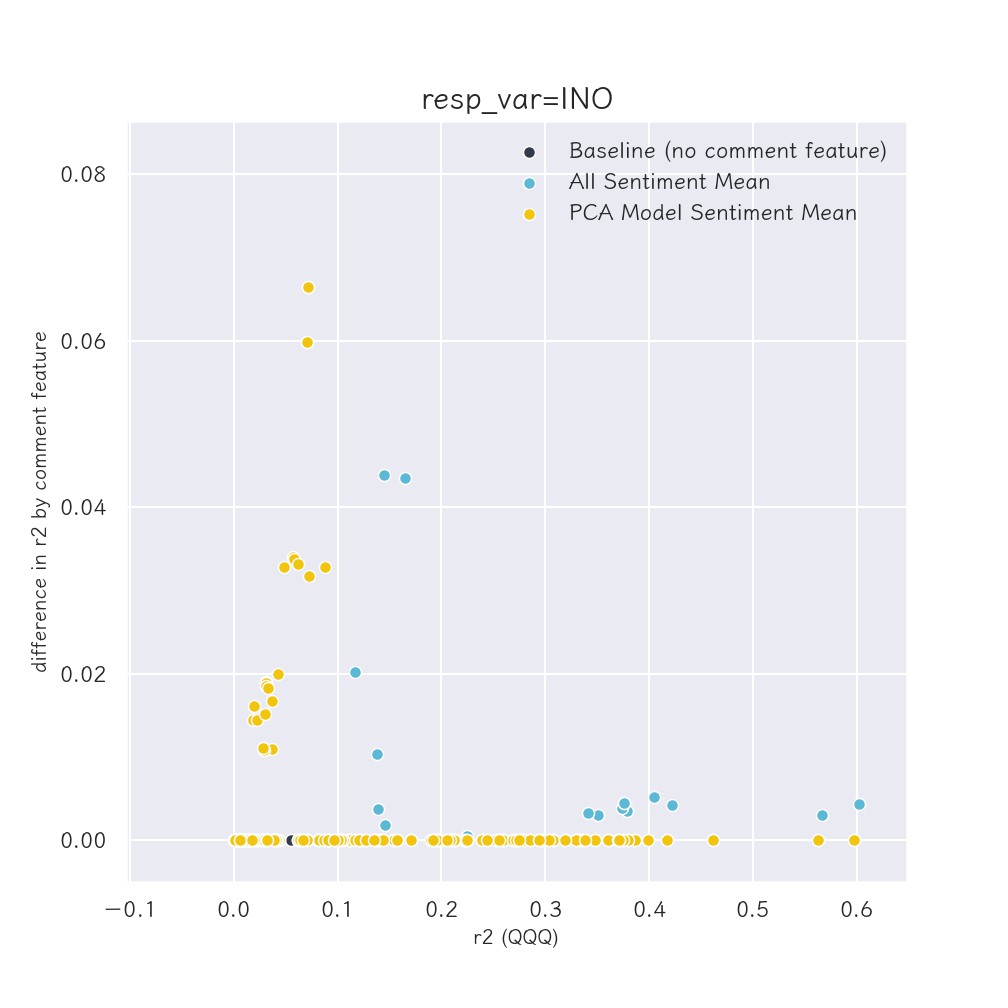 resp_var=INO
Baseline (no comment feature)
All Sentiment Mean
PCA Model Sentiment Mean
difference in r2 by comment feature
0.08
0.06
0.04
0.02
0.00
−0.1 0.0 0.1 0.2 0.3 0.4 0.5 0.6
r2 (QQQ)